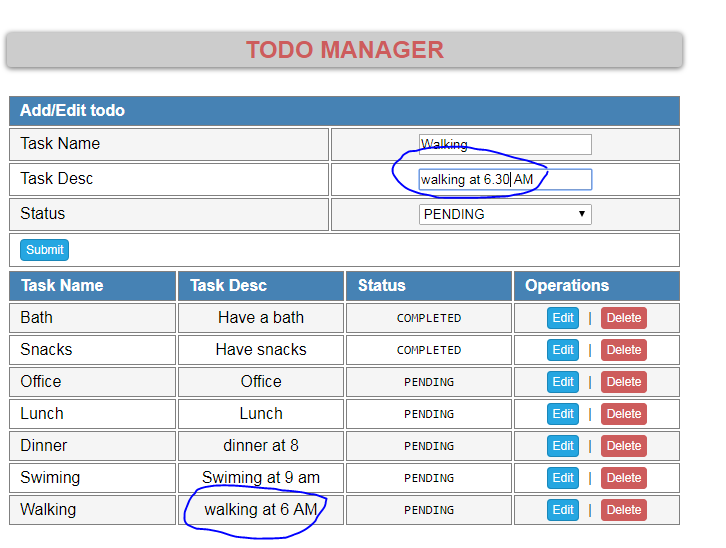 TODO MANAGER
Add/Edit todo
Task Name Walking
Task Desc walking at 6.30 AM
Status PENDING
Submit
Task Name Task Desc Status Operations
Bath Have a bath COMPLETED Edit | Delete
Snacks Have snacks COMPLETED Edit | Delete
Office Office PENDING Edit | Delete
Lunch Lunch PENDING Edit | Delete
Dinner dinner at 8 PENDING Edit | Delete
Swiming Swiming at 9 am PENDING Edit | Delete
Walking walking at 6 AM PENDING Edit | Delete